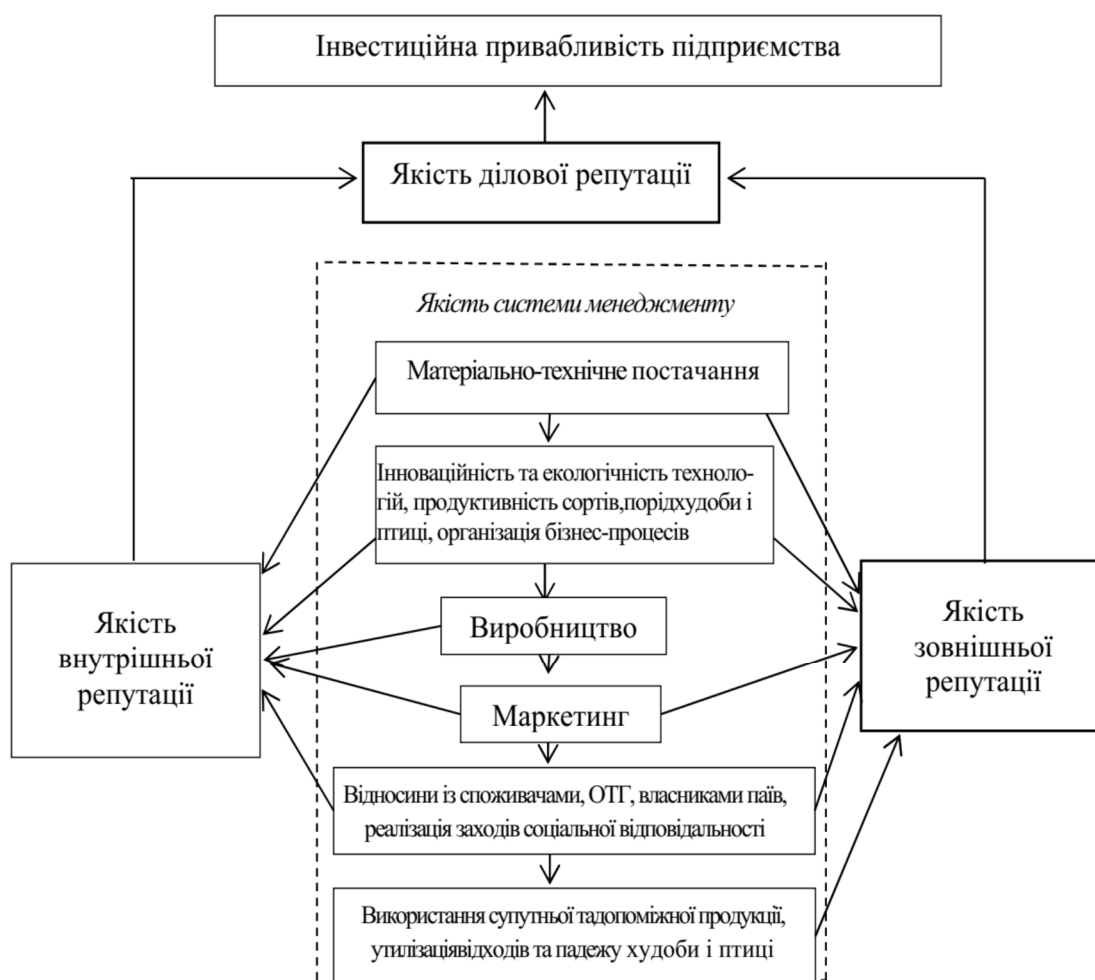 Інвестиційна привабливість підприємства
Якість ділової репутації
Якість системи менеджменту
Матеріально-технічне постачання
Інноваційність та екологічність техноло-
гій, продуктивність сортів,порідхудоби і
птиці, організація бізнес-процесів
Якість
внутрішньої
репутації
Виробництво
Якість
зовнішньої
репутації
Маркетинг
Відносини із споживачами, ОТГ, власниками паїв,
реалізація заходів соціальної відповідальності
Використання супутньої тадопоміжної продукції,
утилізаціявідходів та падежу худоби і птиці